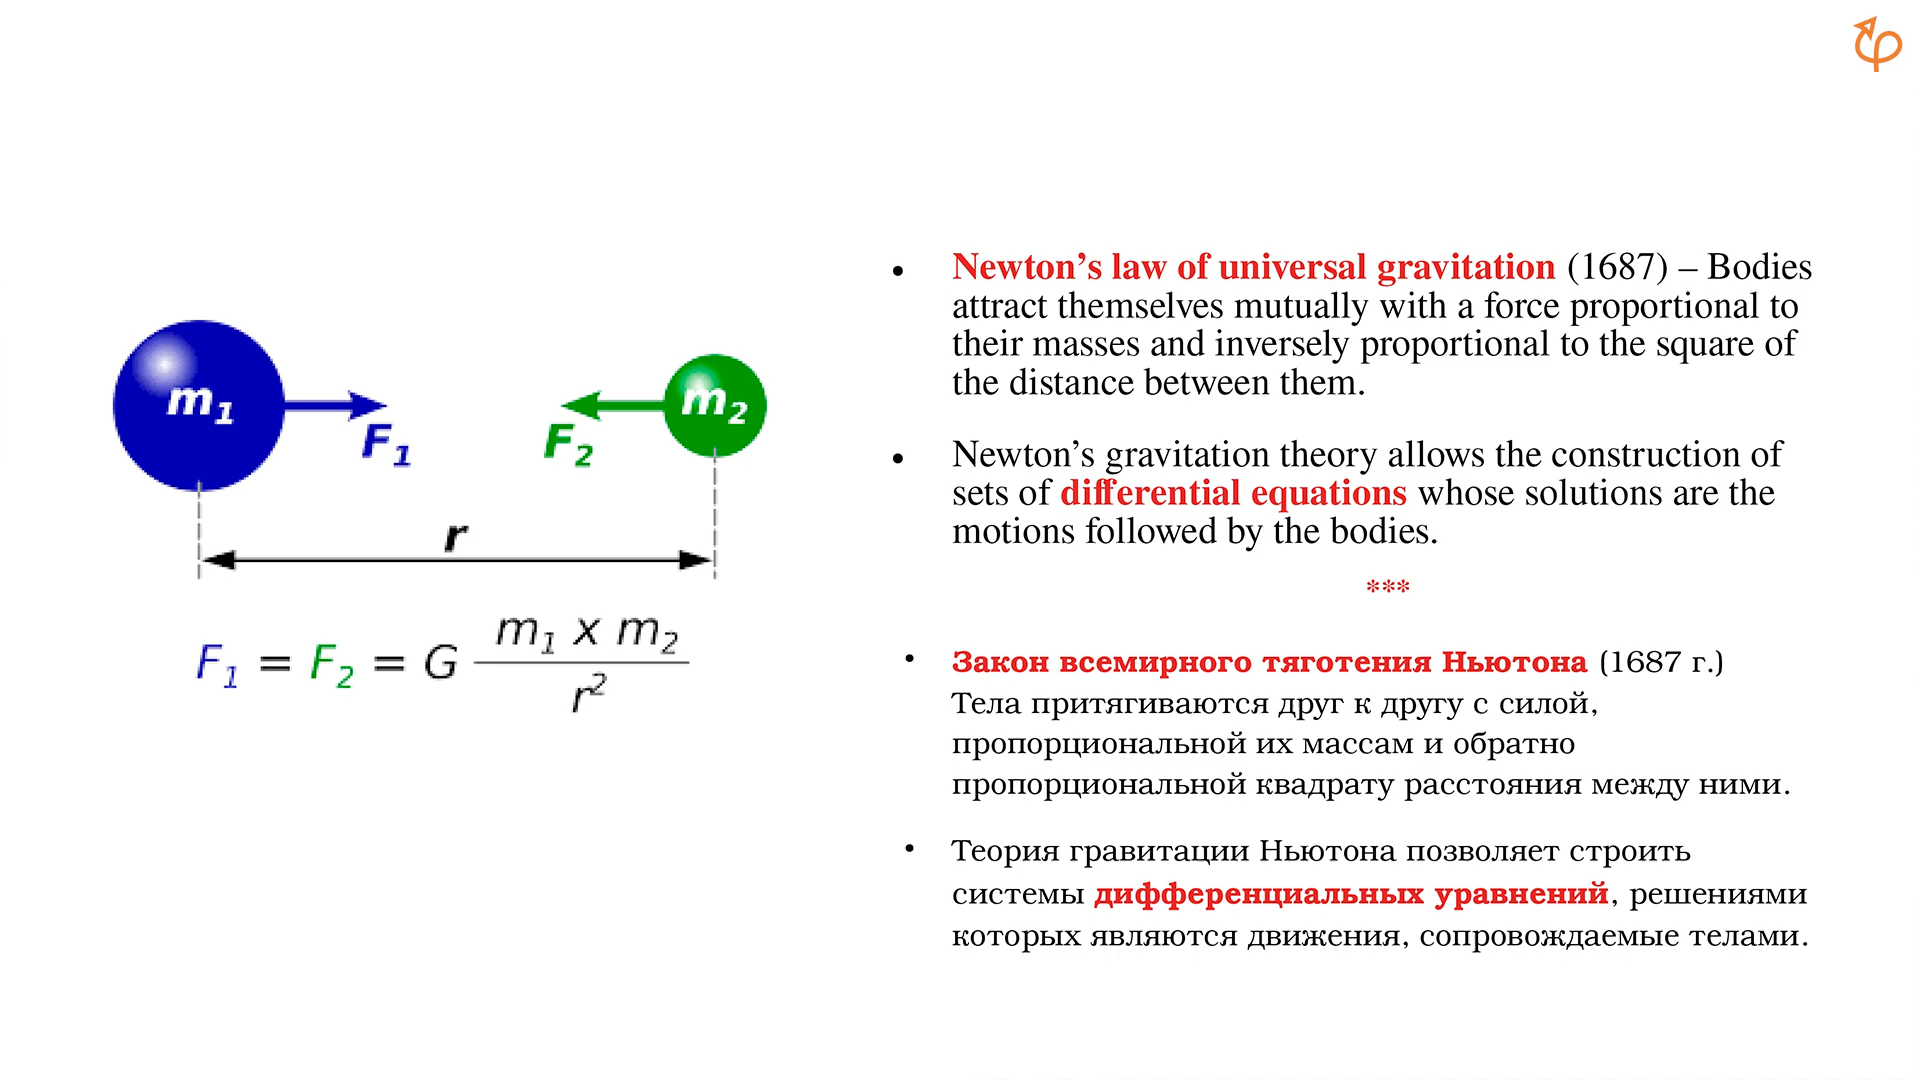 m₁
F₁
F₂
m₂
r
F₁ = F₂ = G (m₁ x m₂) / r²
• Newton’s law of universal gravitation (1687) – Bodies
attract themselves mutually with a force proportional to
their masses and inversely proportional to the square of
the distance between them.
• Newton’s gravitation theory allows the construction of
sets of differential equations whose solutions are the
motions followed by the bodies.
***
• Закон всемирного тяготения Ньютона (1687 г.)
Тела притягиваются друг к другу с силой,
пропорциональной их массам и обратно
пропорциональной квадрату расстояния между ними.
• Теория гравитации Ньютона позволяет строить
системы дифференциальных уравнений, решениями
которых являются движения, сопровождаемые телами.